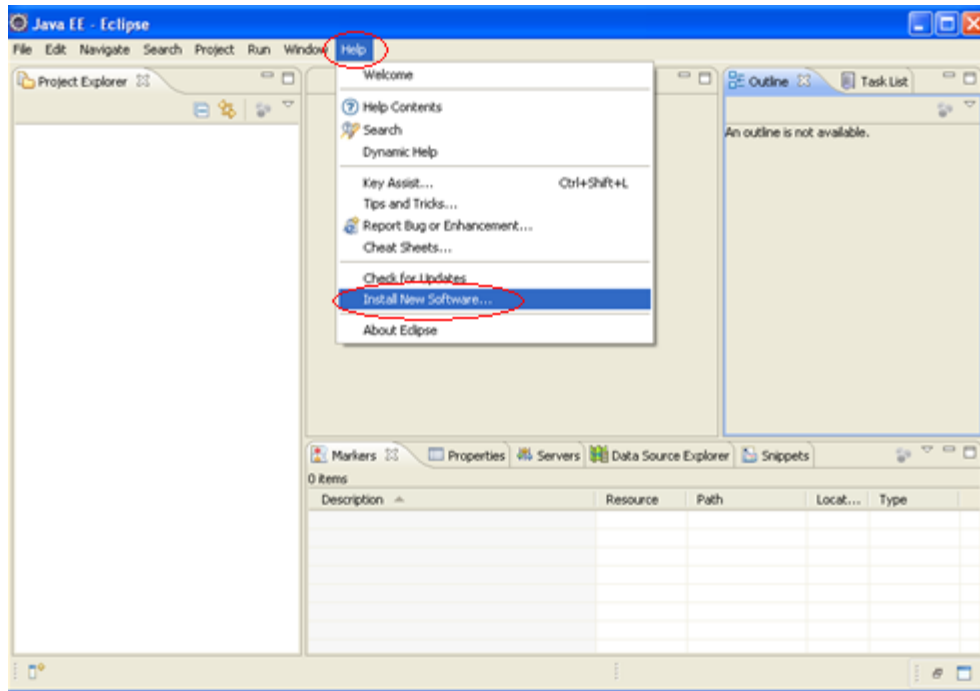 Java EE - Eclipse
File Edit Navigate Search Project Run Window Help
Project Explorer
Welcome
Help Contents
Search
Dynamic Help
Key Assist... Ctrl+Shift+L
Tips and Tricks...
Report Bug or Enhancement...
Cheat Sheets...
Check for Updates
Install New Software...
About Eclipse
Outline Task List
An outline is not available.
Markers Properties Servers Data Source Explorer Snippets
0 items
Description Resource Path Locat... Type